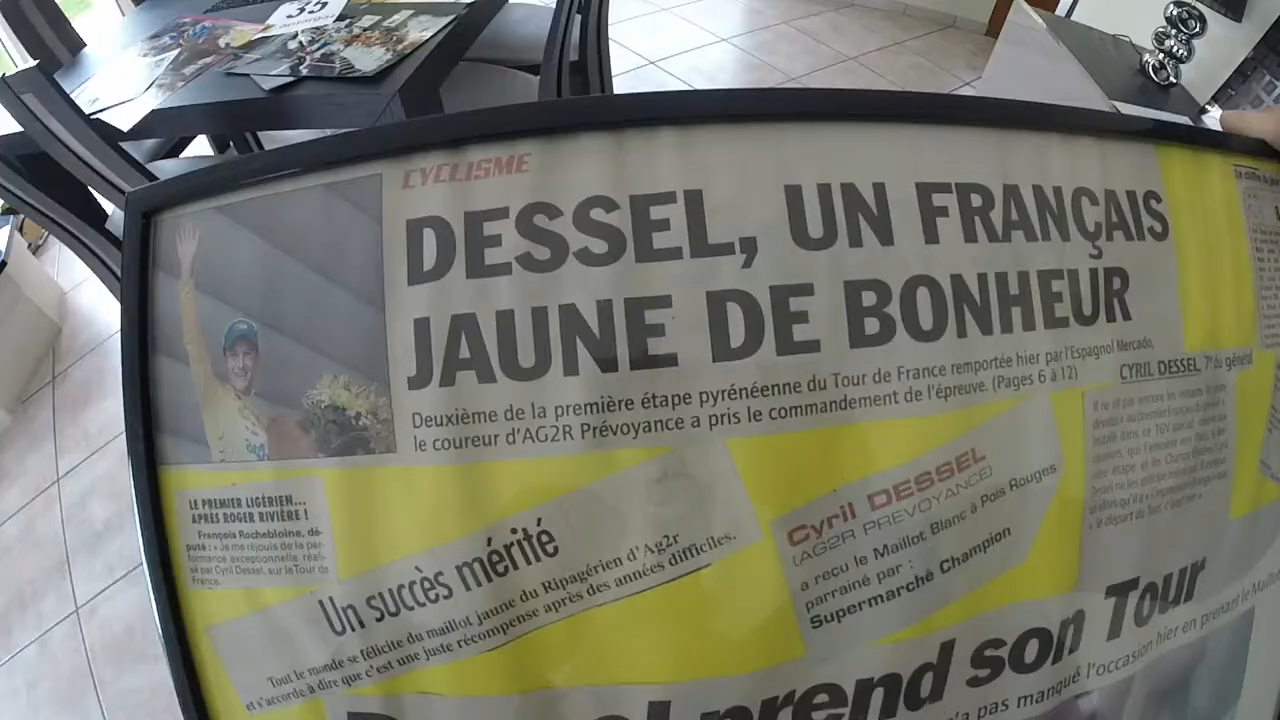 35
CYCLISME
DESSEL, UN FRANÇAIS
JAUNE DE BONHEUR
Deuxième de la première étape pyrénéenne du Tour de France remportée hier par l'Espagnol Mercado,
le coureur d'AG2R Prévoyance a pris le commandement de l'épreuve. (Pages 6 à 12)
CYRIL DESSEL, 7e du général
LE PREMIER LIGÉRIEN...
APRÈS ROGER RIVIÈRE !
François Rochebloine, dé-
puté : « Je me réjouis de la per-
formance exceptionnelle réali-
sé par Cyril Dessel, sur le Tour de
France.
Un succès mérité
Tout le monde se félicite du maillot jaune du Ripagérien d'Ag2r
et s'accorde à dire que c'est une juste récompense après des années difficiles.
Cyril DESSEL
(AG2R PREVOYANCE)
a reçu le Maillot Blanc à Pois Rouges
parrainé par :
Supermarché Champion
prend son Tour
pas manqué l'occasion hier en prenant le